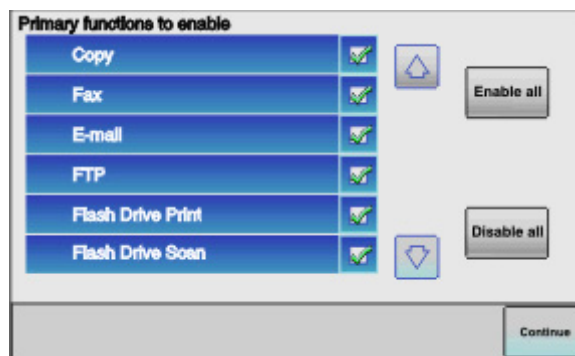 Primary functions to enable
Copy
Fax
E-mail
FTP
Flash Drive Print
Flash Drive Scan
Enable all
Disable all
Continue